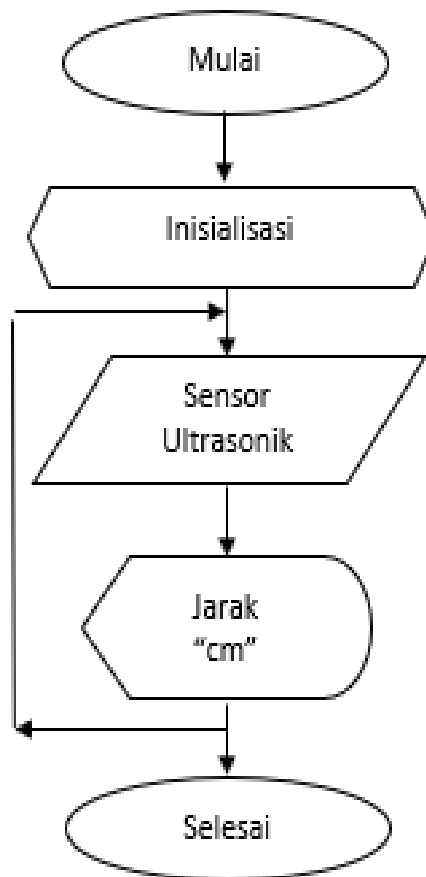 Mulai
Inisialisasi
Sensor
Ultrasonik
Jarak
“cm”
Selesai